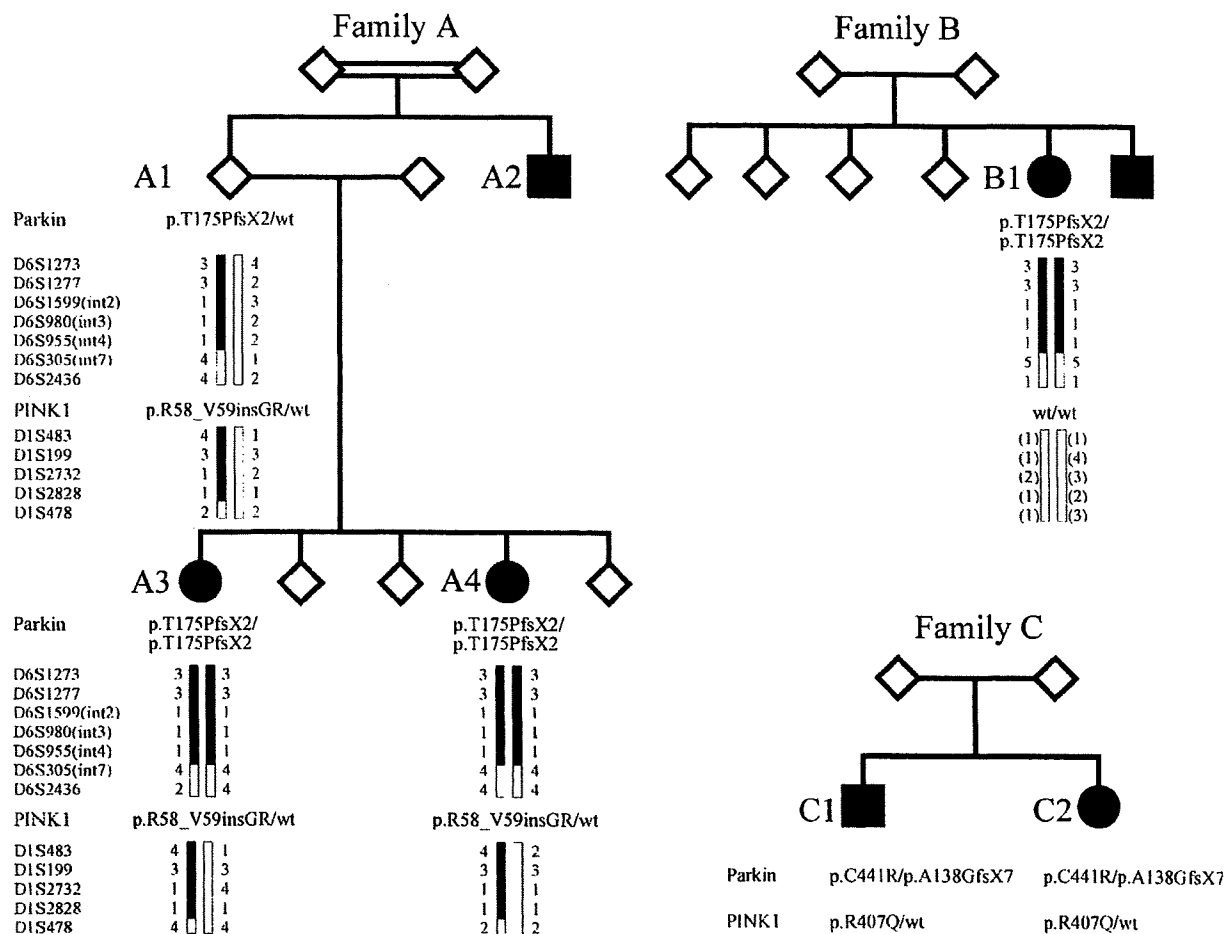 Family A
Family B
A1
A2
B1
Parkin p.T175PfsX2/wt
p.T175PfsX2/
p.T175PfsX2
D6S1273 3 4
D6S1277 3 2
D6S1599(int2) 1 3
D6S980(int3) 1 2
D6S955(int4) 1 2
D6S305(int7) 4 1
D6S2436 4 2
3 3
3 3
1 1
1 1
1 1
5 5
1 1
PINK1 p.R58_V59insGR/wt
wt/wt
D1S483 4 1
D1S199 3 3
D1S2732 1 2
D1S2828 1 1
D1S478 2 2
(1) (1)
(1) (4)
(2) (3)
(1) (2)
(1) (3)
A3
A4
Parkin p.T175PfsX2/ p.T175PfsX2/
p.T175PfsX2 p.T175PfsX2
D6S1273 3 3 3 3
D6S1277 3 3 3 3
D6S1599(int2) 1 1 1 1
D6S980(int3) 1 1 1 1
D6S955(int4) 1 1 1 1
D6S305(int7) 4 4 4 4
D6S2436 2 4 4 4
PINK1 p.R58_V59insGR/wt p.R58_V59insGR/wt
D1S483 4 1 4 2
D1S199 3 3 3 3
D1S2732 1 4 1 1
D1S2828 1 1 1 1
D1S478 4 4 2 2
Family C
C1
C2
Parkin p.C441R/p.A138GfsX7 p.C441R/p.A138GfsX7
PINK1 p.R407Q/wt p.R407Q/wt